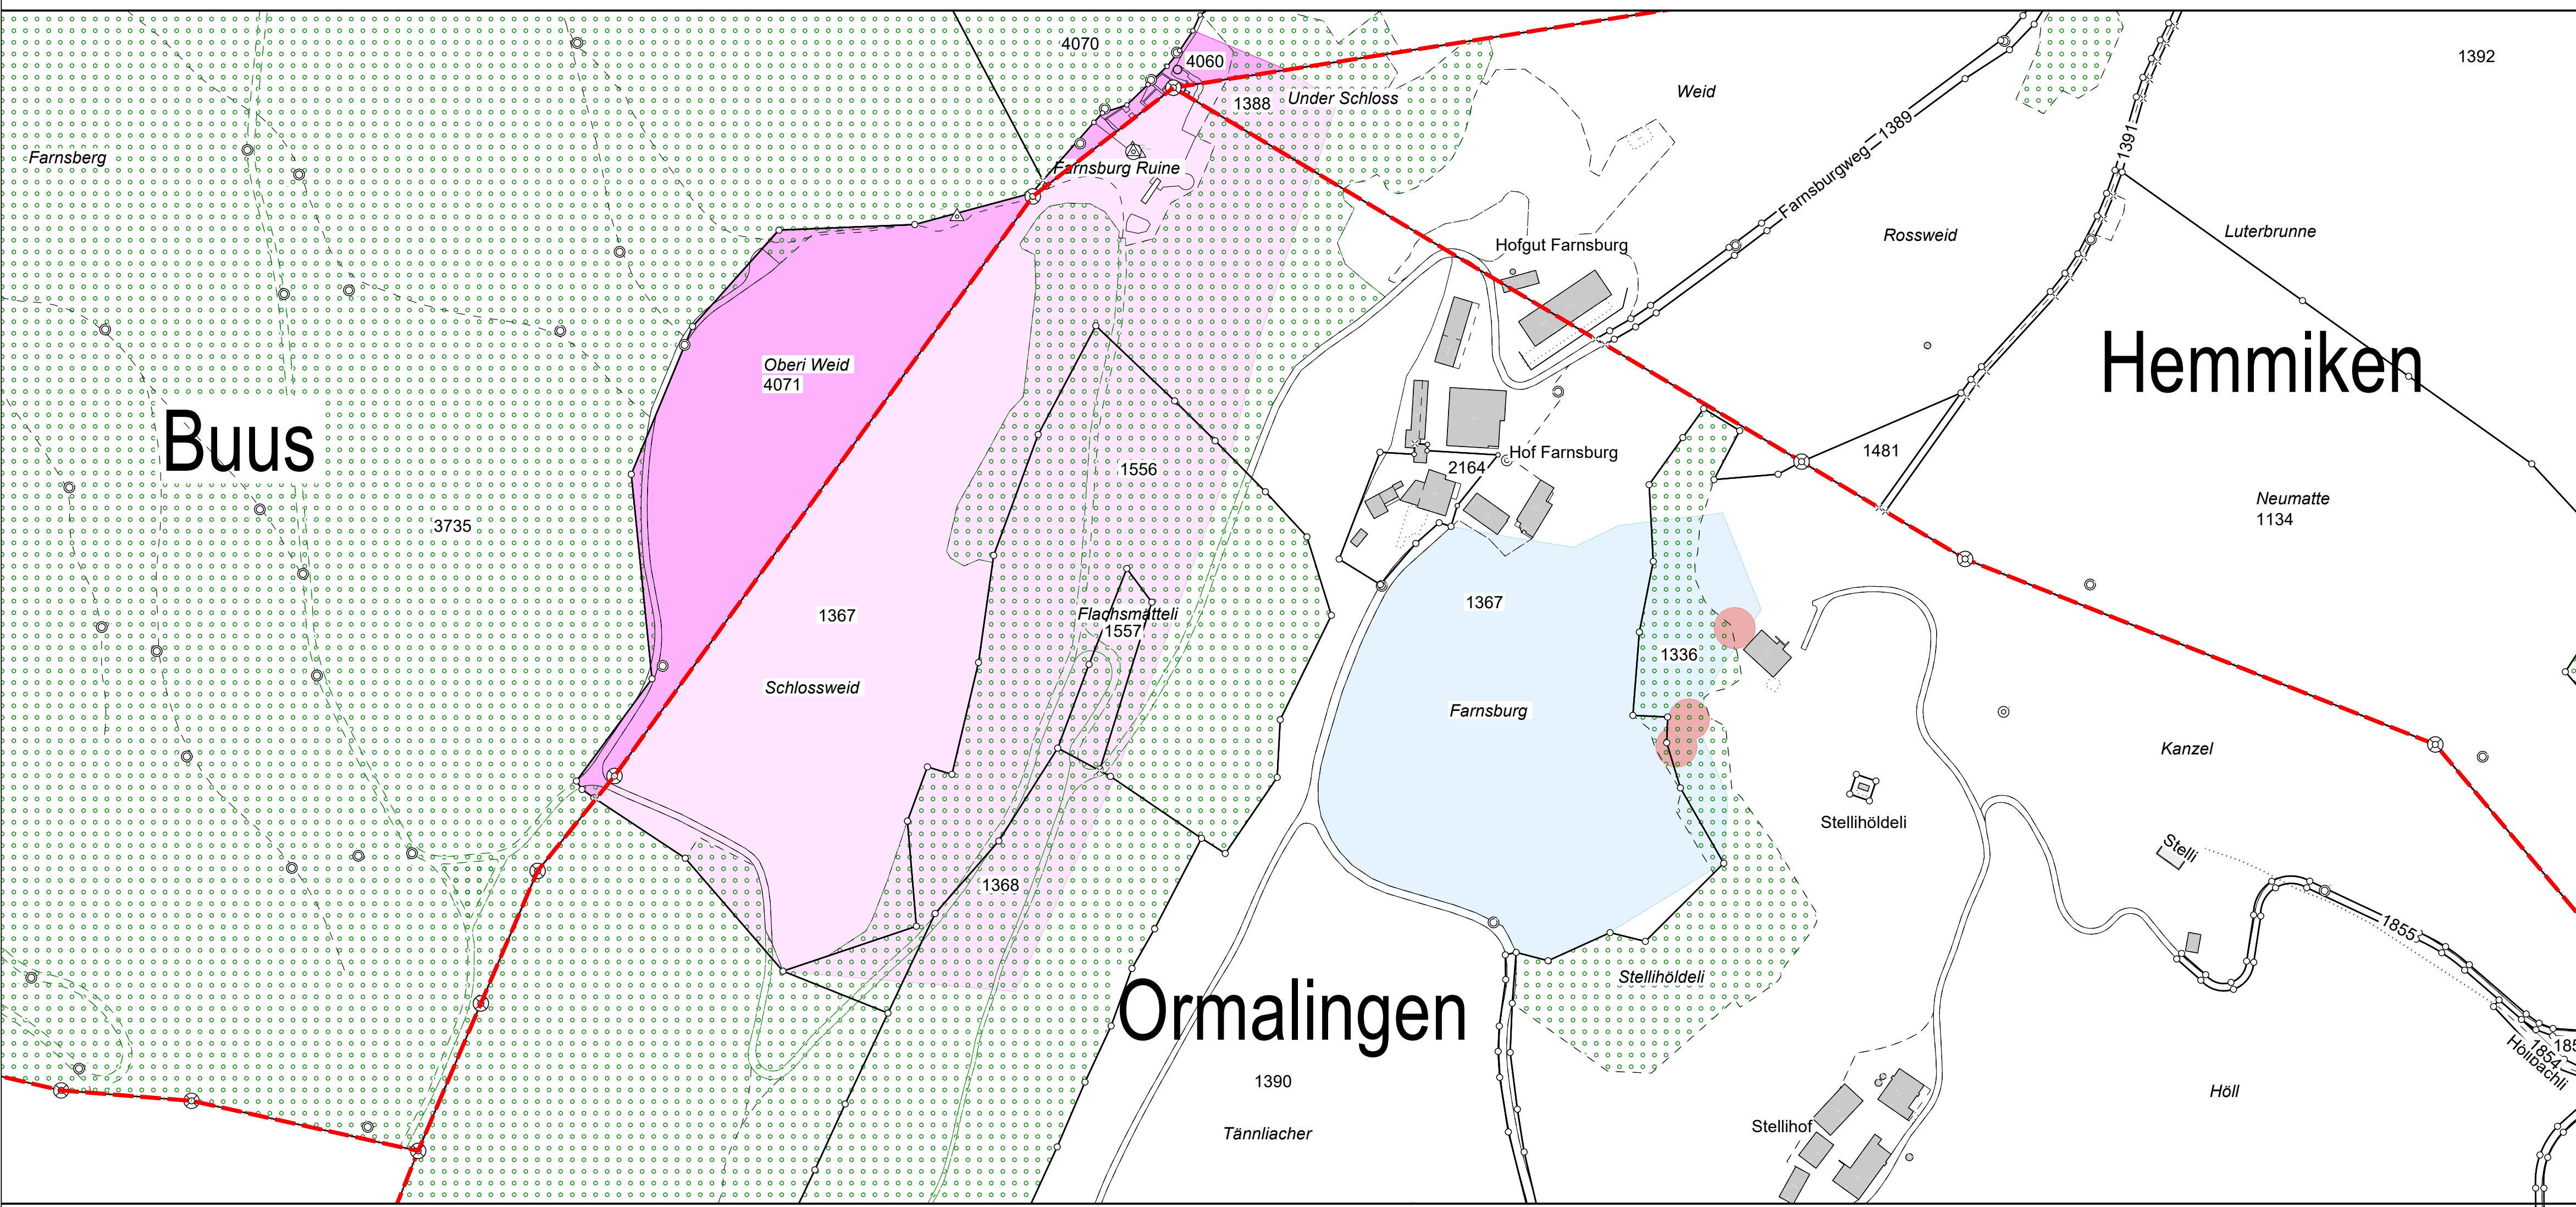 4070
4060
1392
Weid
Under Schloss
1388
1389
1391
Farnsberg
Farnsburg Ruine
Farnsburgweg
Luterbrunne
Rossweid
Hofgut Farnsburg
Oberi Weid
4071
Hemmiken
Buus
1481
Hof Farnsburg
2164
1556
Neumatte
1134
3735
1367
1367
Flachsmätteli
1557
1336
Schlossweid
Farnsburg
Kanzel
Stellihöldeli
Stelli
1368
1855
Stellihöldeli
Ormalingen
185
1854
Höllbächli
1390
Höll
Tännliacher
Stellihof